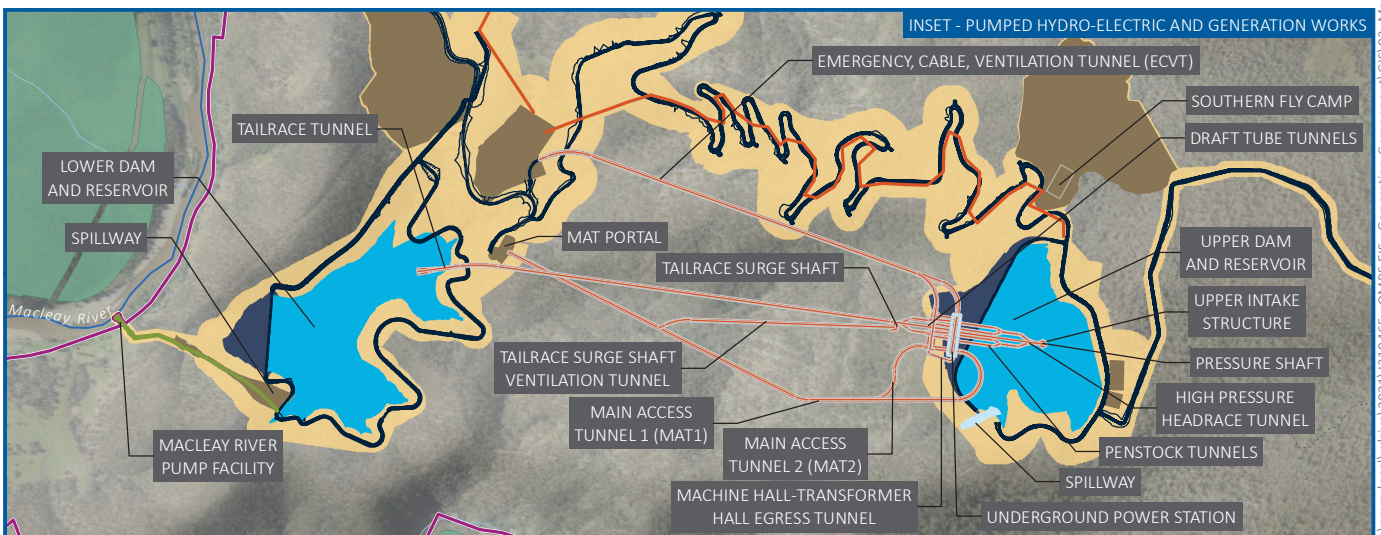 INSET - PUMPED HYDRO-ELECTRIC AND GENERATION WORKS
EMERGENCY, CABLE, VENTILATION TUNNEL (ECVT)
SOUTHERN FLY CAMP
DRAFT TUBE TUNNELS
TAILRACE TUNNEL
LOWER DAM
AND RESERVOIR
SPILLWAY
MAT PORTAL
TAILRACE SURGE SHAFT
UPPER DAM
AND RESERVOIR
UPPER INTAKE
STRUCTURE
Macleay River
PRESSURE SHAFT
TAILRACE SURGE SHAFT
VENTILATION TUNNEL
HIGH PRESSURE
HEADRACE TUNNEL
MAIN ACCESS
TUNNEL 1 (MAT1)
MAIN ACCESS
TUNNEL 2 (MAT2)
MACLEAY RIVER
PUMP FACILITY
PENSTOCK TUNNELS
SPILLWAY
MACHINE HALL-TRANSFORMER
HALL EGRESS TUNNEL
UNDERGROUND POWER STATION